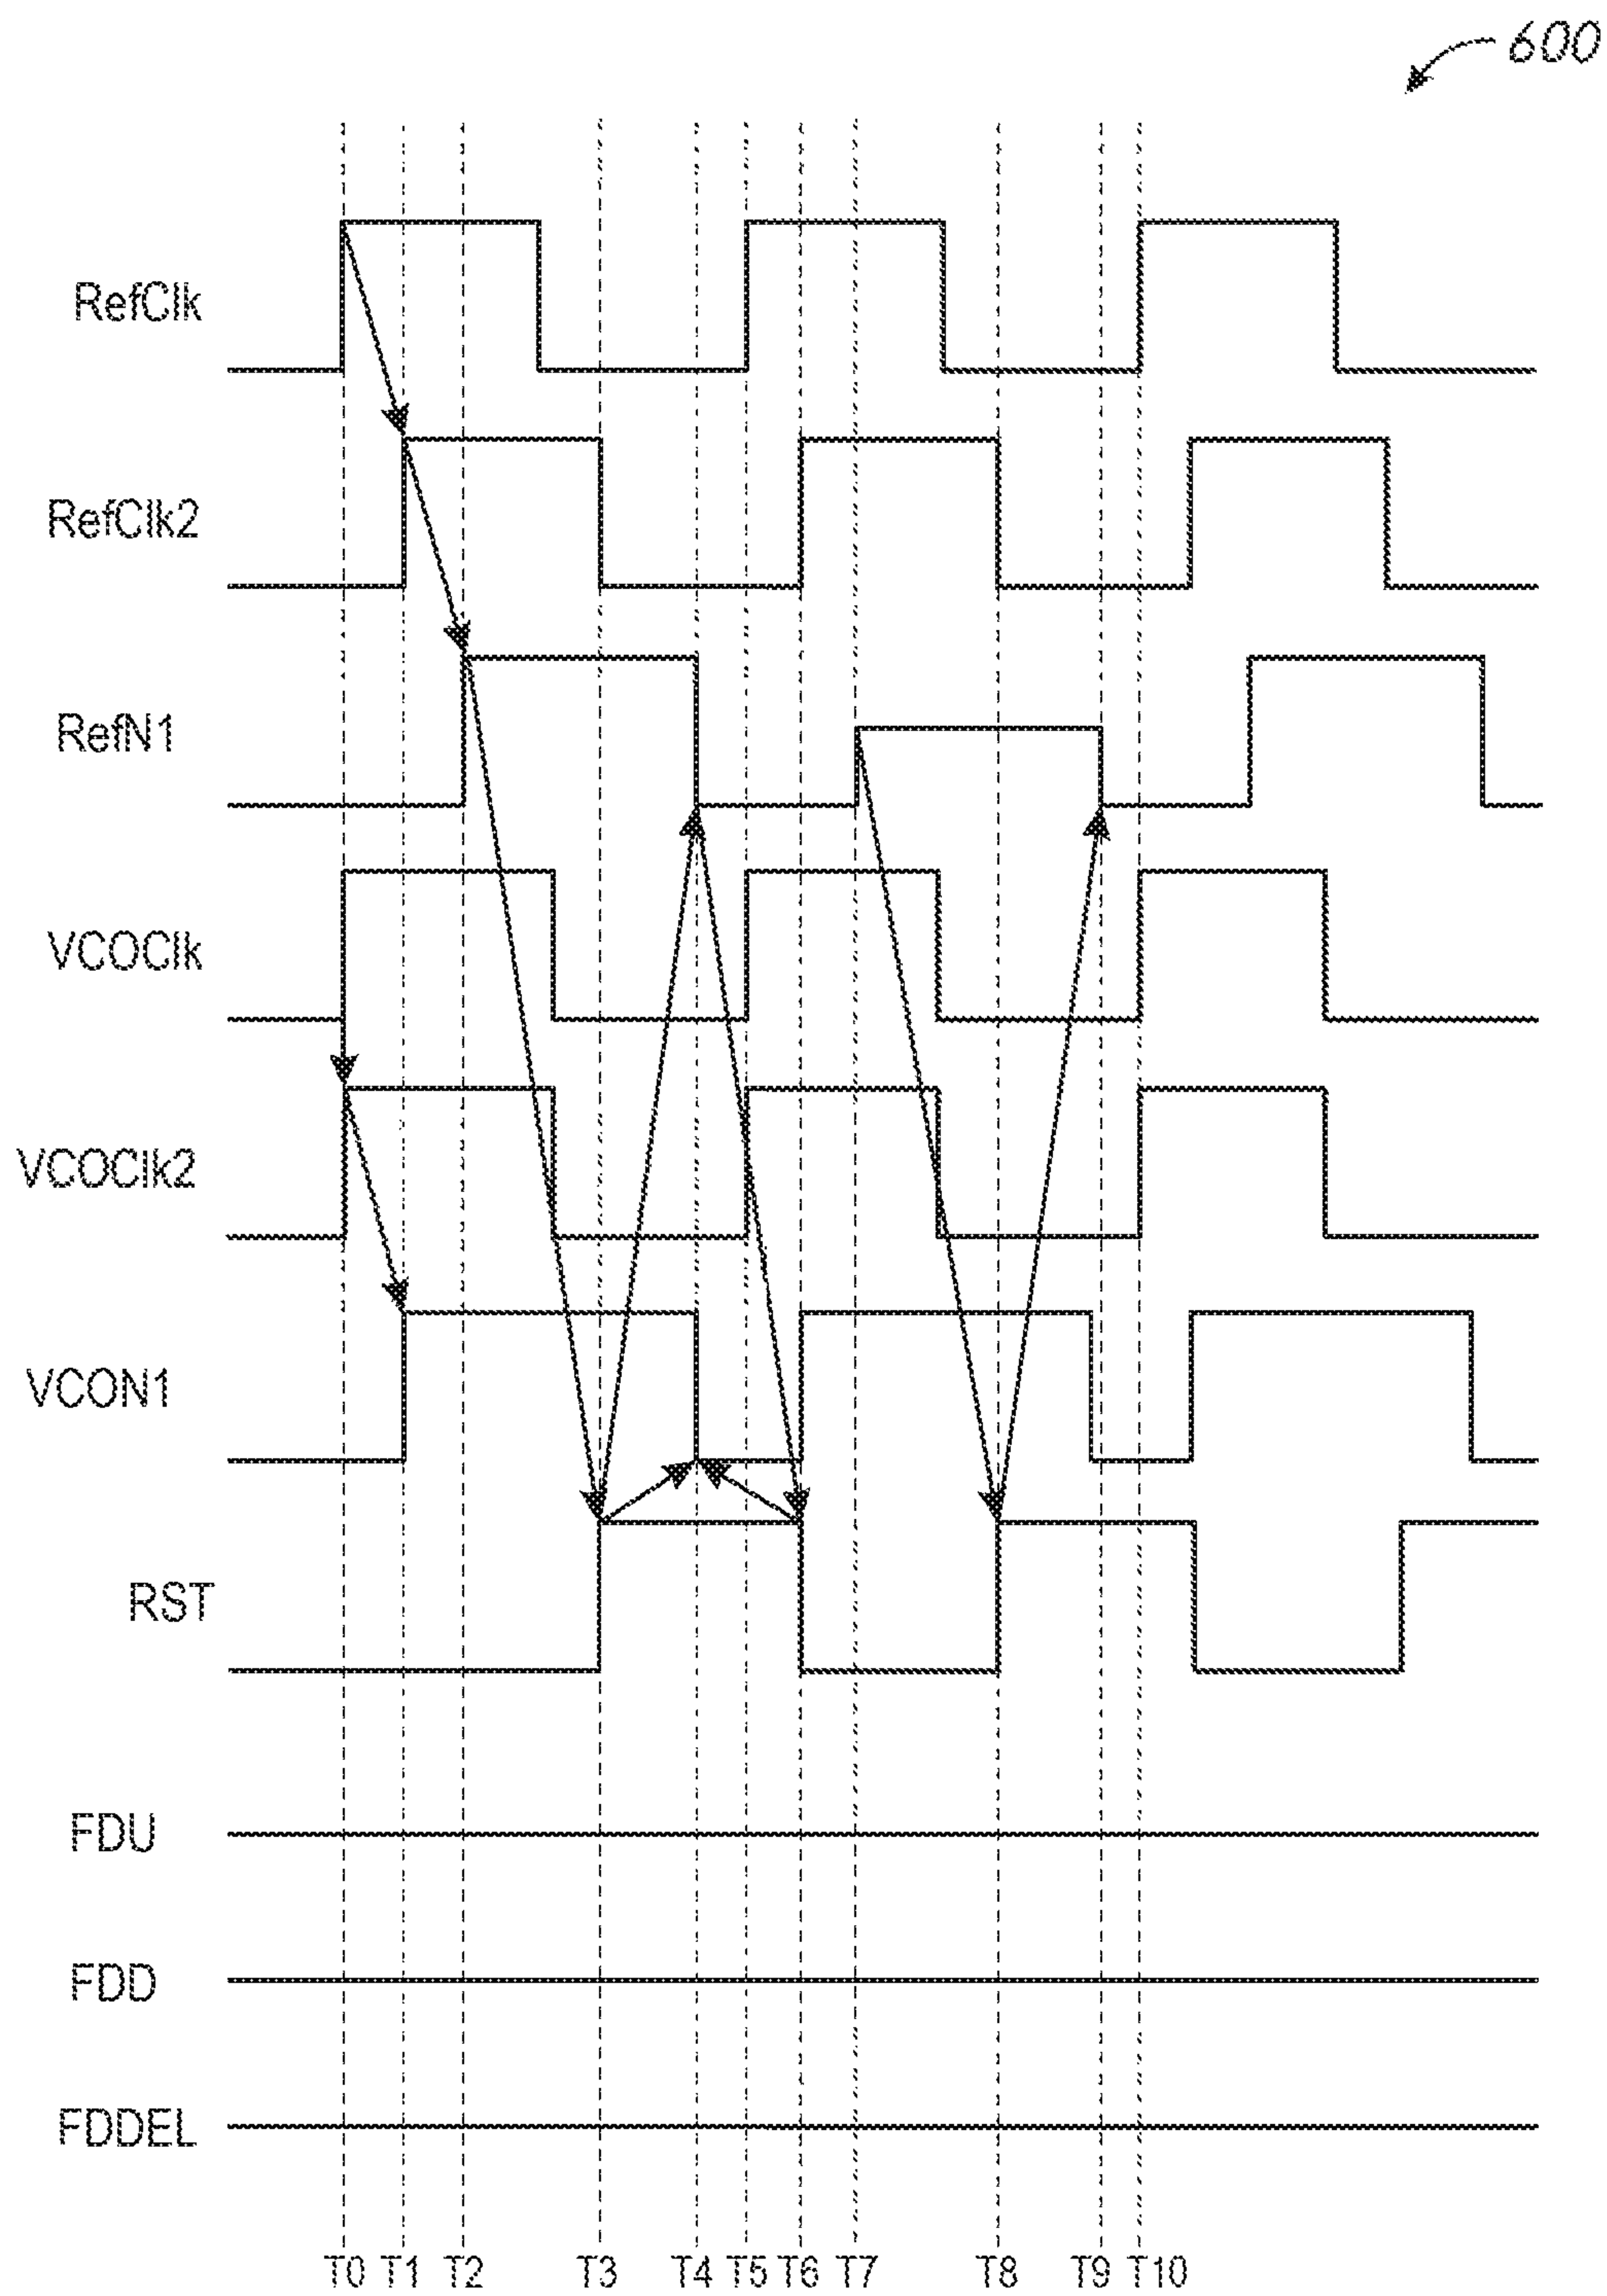 600
RefClk
RefClk2
RefN1
VCOClk
VCOClk2
VCON1
RST
FDU
FDD
FDDEL
T0 T1 T2 T3 T4 T5 T6 T7 T8 T9 T10